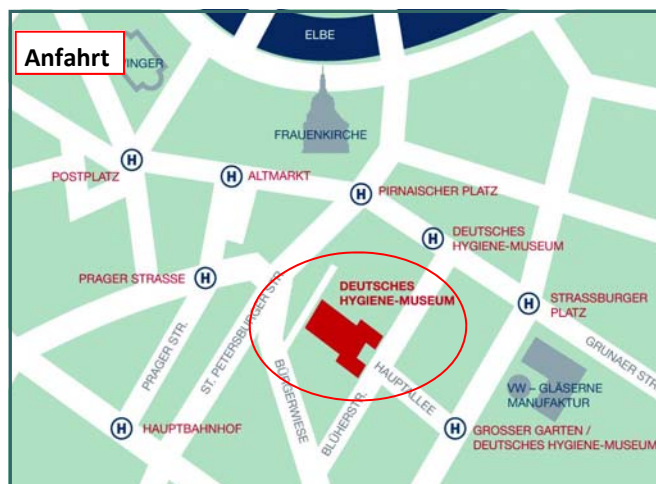 ELBE
Anfahrt
PINGER
FRAUENKIRCHE
H
POSTPLATZ
H
ALTMARKT
H
PIRNAISCHER PLATZ
H
DEUTSCHES
HYGIENE-MUSEUM
H
PRAGER STRASSE
DEUTSCHES
HYGIENE-MUSEUM
H
STRASSBURGER
PLATZ
PRAGER STR.
ST. PETERSBURGER STR.
BÜRGERWIESE
BLÜHERSTR.
HAUPTALLEE
GRUNAER STR
VW – GLÄSERNE
MANUFAKTUR
H
HAUPTBAHNHOF
H
GROSSER GARTEN /
DEUTSCHES HYGIENE-MUSEUM